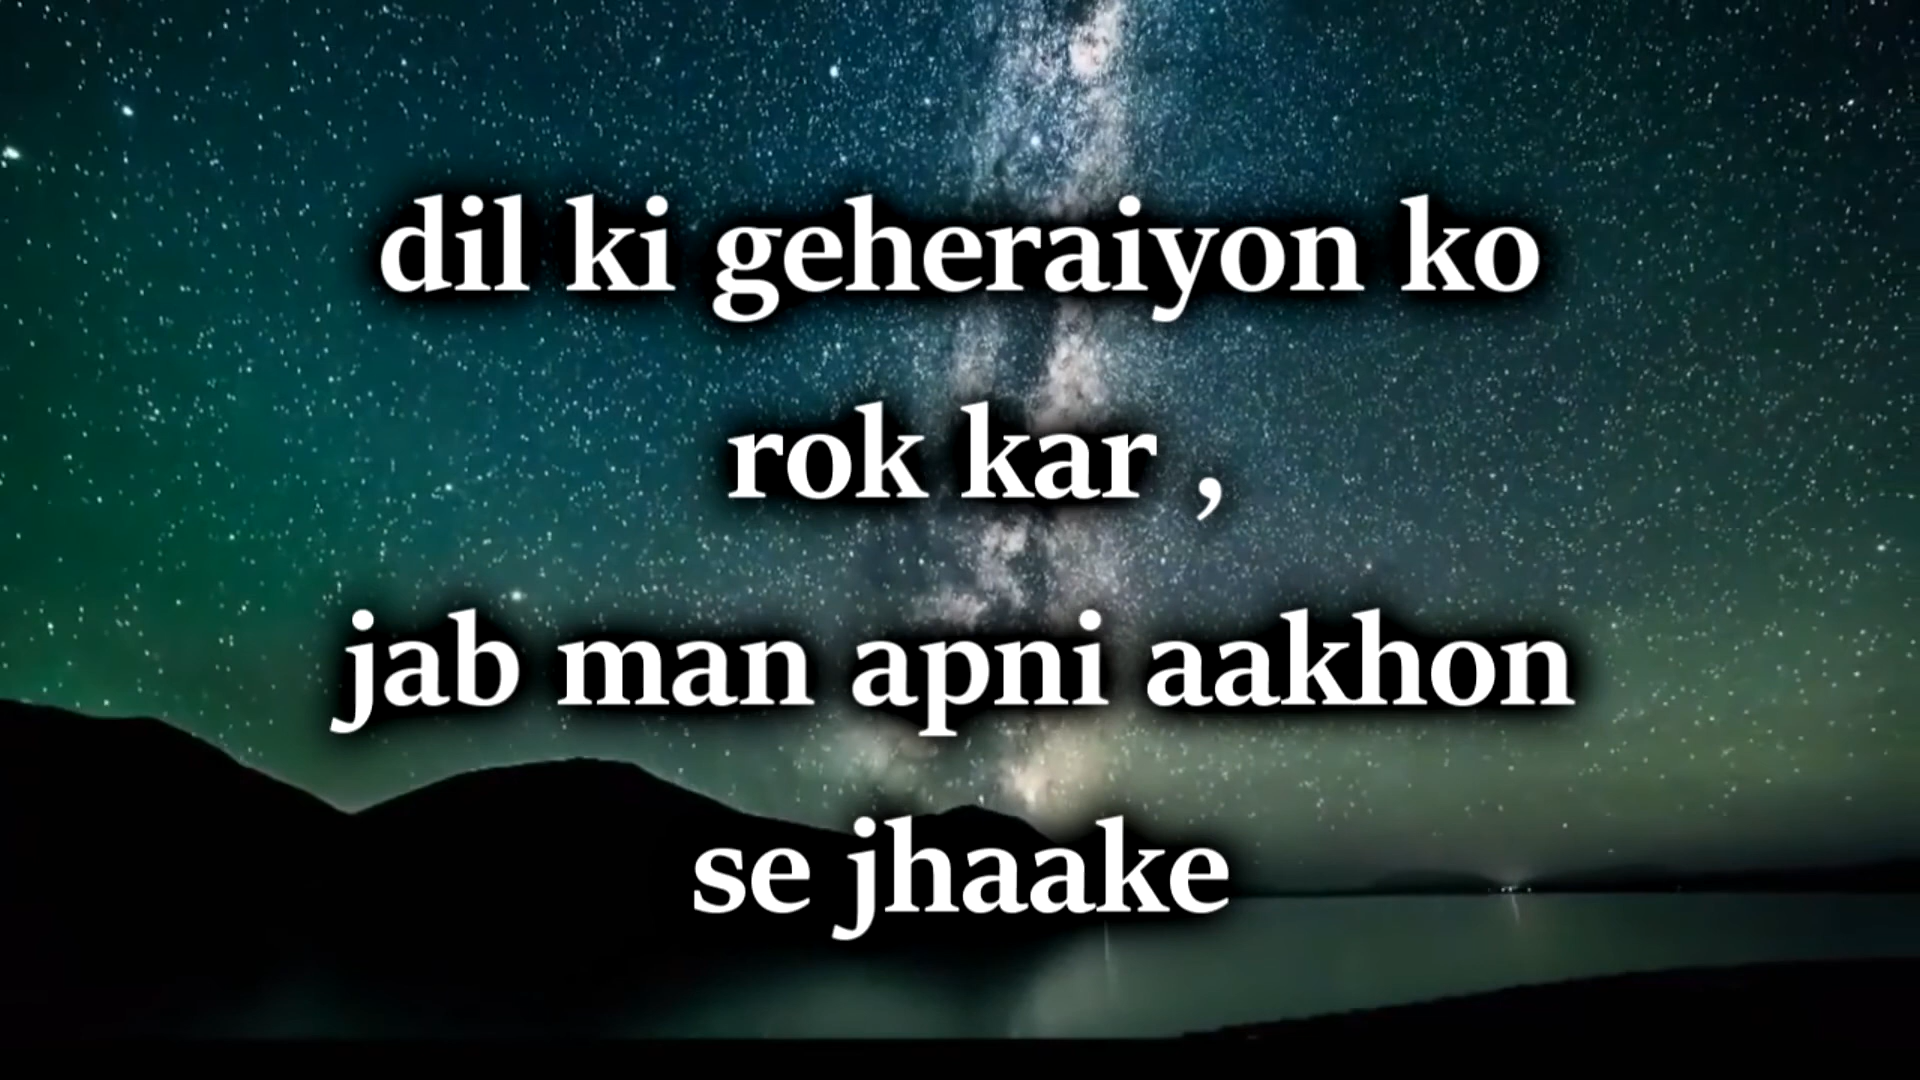 dil ki geheraiyon ko
rok kar ,
jab man apni aakhon
se jhaake